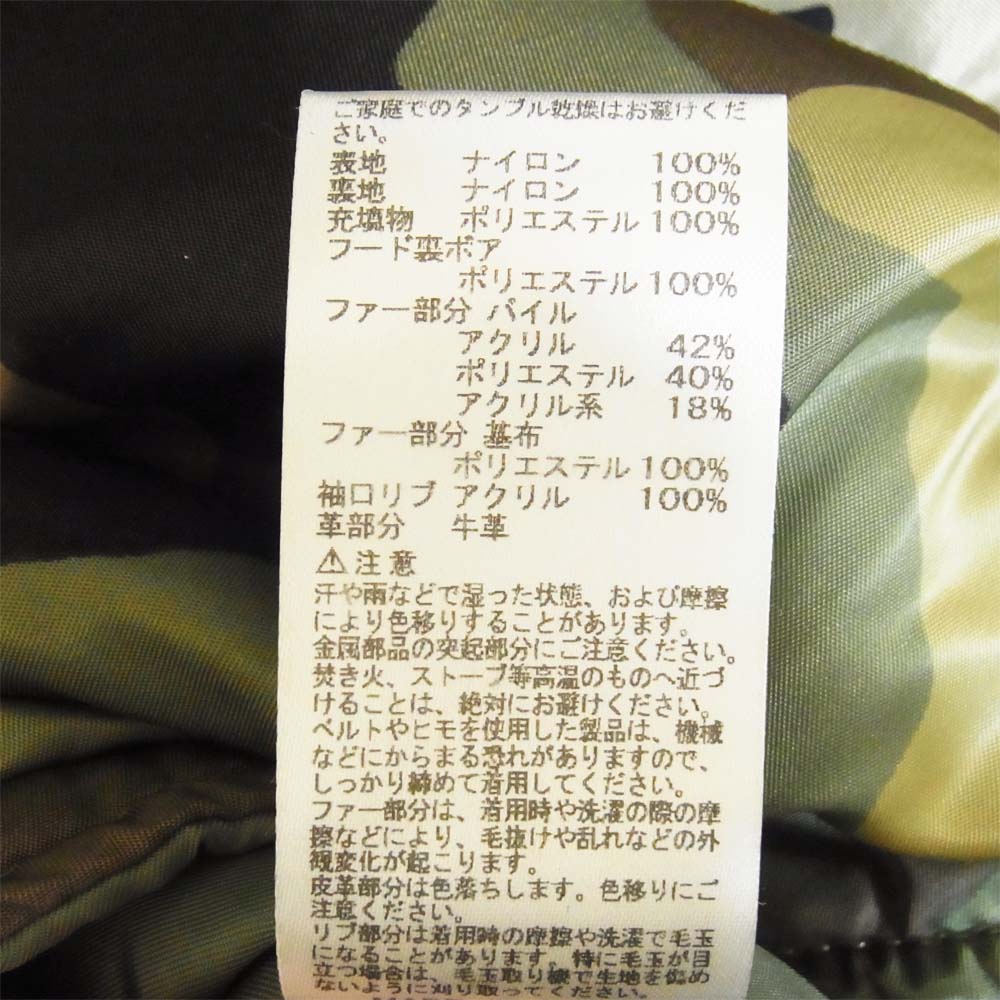 ご家庭でのタンブル乾燥はお避けくだ
さい。
表地 ナイロン 100%
裏地 ナイロン 100%
充填物 ポリエステル 100%
フード裏ボア
ポリエステル 100%
ファー部分 パイル
アクリル 42%
ポリエステル 40%
アクリル系 18%
ファー部分 基布
ポリエステル 100%
袖口リブ アクリル 100%
革部分 牛革
⚠注意
汗や雨などで湿った状態、および摩擦
により色移りすることがあります。
金属部品の突起部分にご注意ください。
焚き火、ストーブ等高温のものへ近づ
けることは、絶対にお避けください。
ベルトやヒモを使用した製品は、機械
などにからまる恐れがありますので、
しっかり締めて着用してください。
ファー部分は、着用時や洗濯の際の摩
擦などにより、毛抜けや乱れなどの外
観変化が起こります。
皮革部分は色落ちします。色移りにご
注意ください。
リブ部分は着用時の摩擦や洗濯で毛玉
になることがあります。特に毛玉が目
立つ場合は、毛玉取り機で生地を傷め
ないように刈り取ってください。